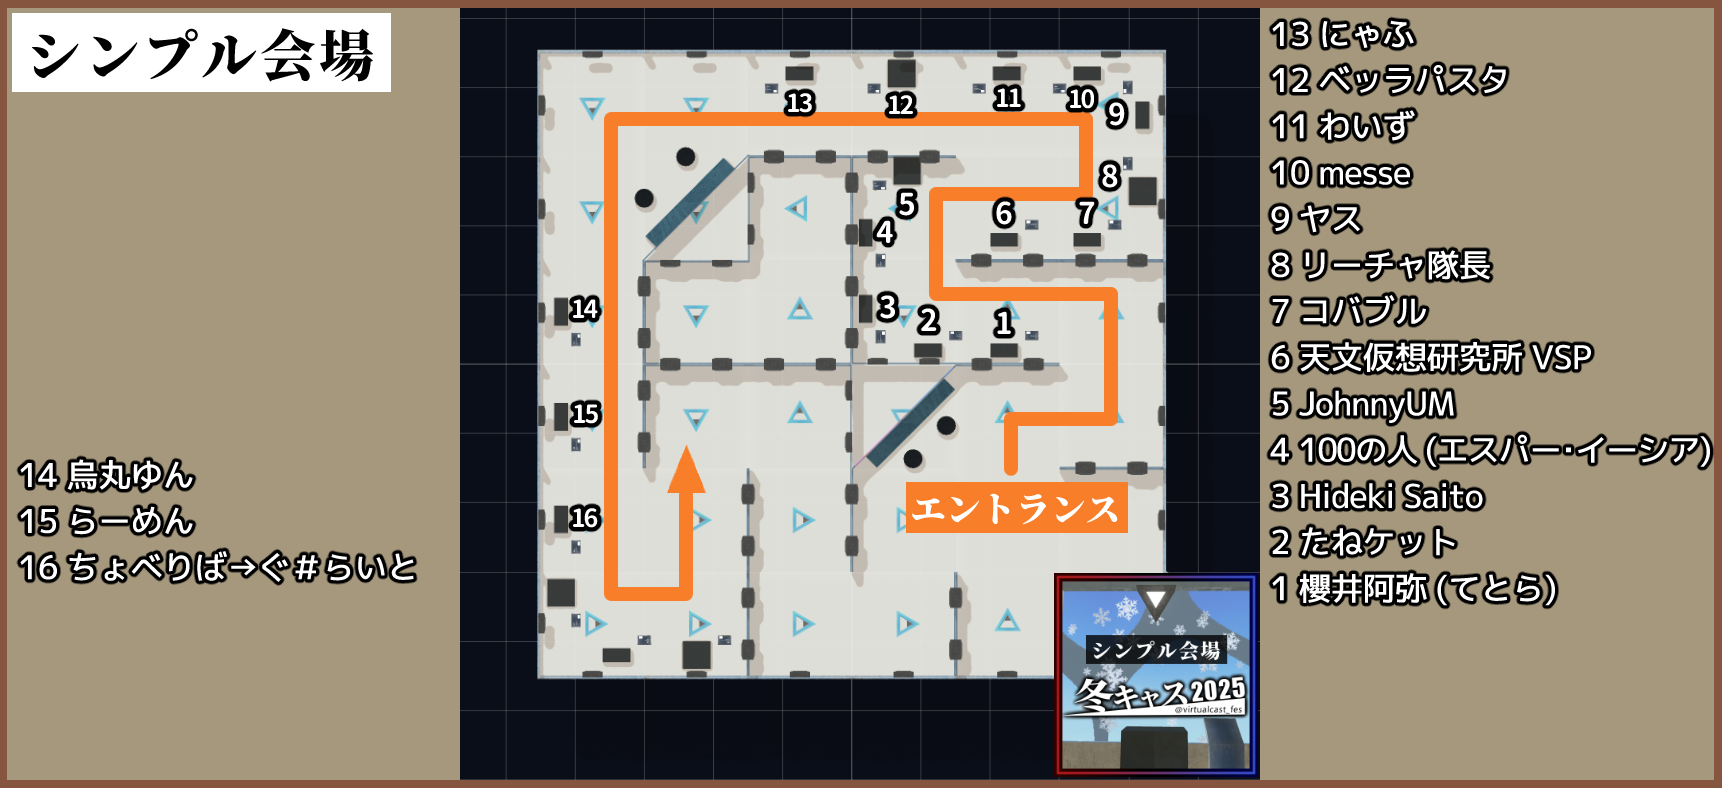 シンプル会場
13 にゃふ
12 ベッラパスタ
11 わいず
10 messe
9 ヤス
8 リーチャ隊長
7 コバブル
6 天文仮想研究所 VSP
5 JohnnyUM
4 100の人 (エスパー・イーシア)
3 Hideki Saito
2 たねケット
1 櫻井阿弥 (てとら)
14 烏丸ゆん
15 らーめん
16 ちょべりば→ぐ＃らいと
13
12
11
10
9
8
7
6
5
4
3
2
1
14
15
16
エントランス
シンプル会場
冬キャス2025
@virtualcast_fes